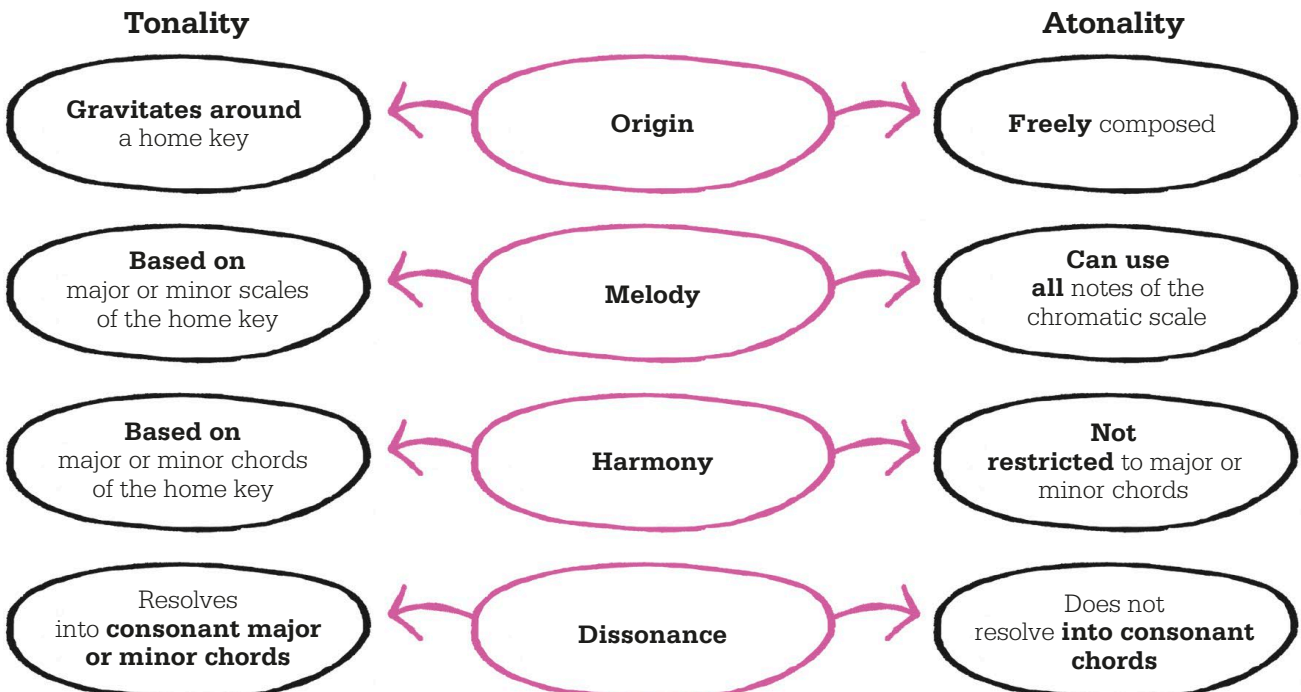 Tonality
Atonality
Gravitates around
a home key
Origin
Freely composed
Based on
major or minor scales
of the home key
Melody
Can use
all notes of the
chromatic scale
Based on
major or minor chords
of the home key
Harmony
Not
restricted to major or
minor chords
Resolves
into consonant major
or minor chords
Dissonance
Does not
resolve into consonant
chords